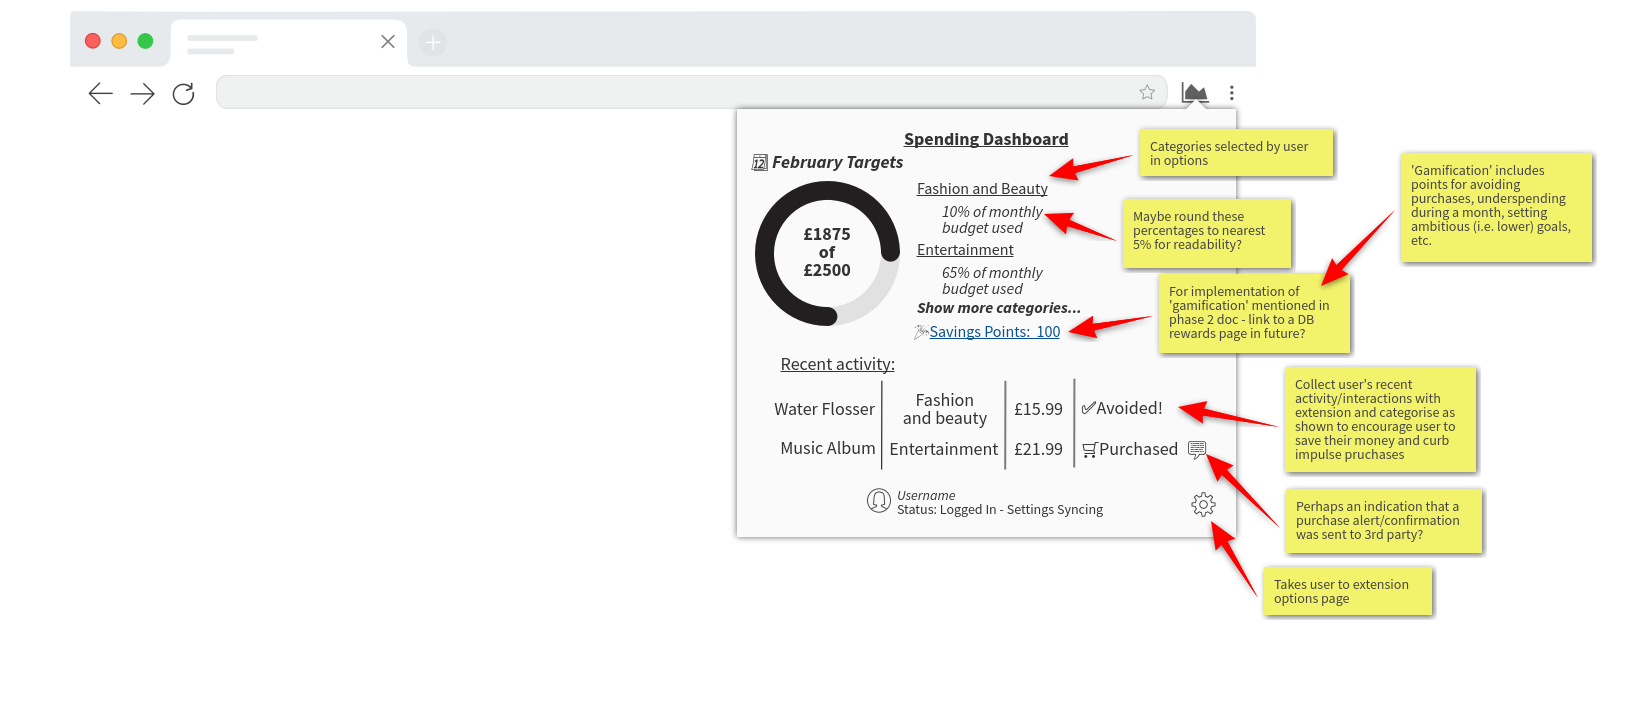 Spending Dashboard
12
February Targets
£1875
of
£2500
Fashion and Beauty
10% of monthly
budget used
Entertainment
65% of monthly
budget used
Show more categories...
Savings Points: 100
Recent activity:
Water Flosser
Fashion
and beauty
£15.99
Avoided!
Music Album
Entertainment
£21.99
Purchased
Username
Status: Logged In - Settings Syncing
Categories selected by user
in options
Maybe round these
percentages to nearest
5% for readability?
'Gamification' includes
points for avoiding
purchases, underspending
during a month, setting
ambitious (i.e. lower) goals,
etc.
For implementation of
'gamification' mentioned in
phase 2 doc - link to a DB
rewards page in future?
Collect user's recent
activity/interactions with
extension and categorise as
shown to encourage user to
save their money and curb
impulse pruchases
Perhaps an indication that a
purchase alert/confirmation
was sent to 3rd party?
Takes user to extension
options page